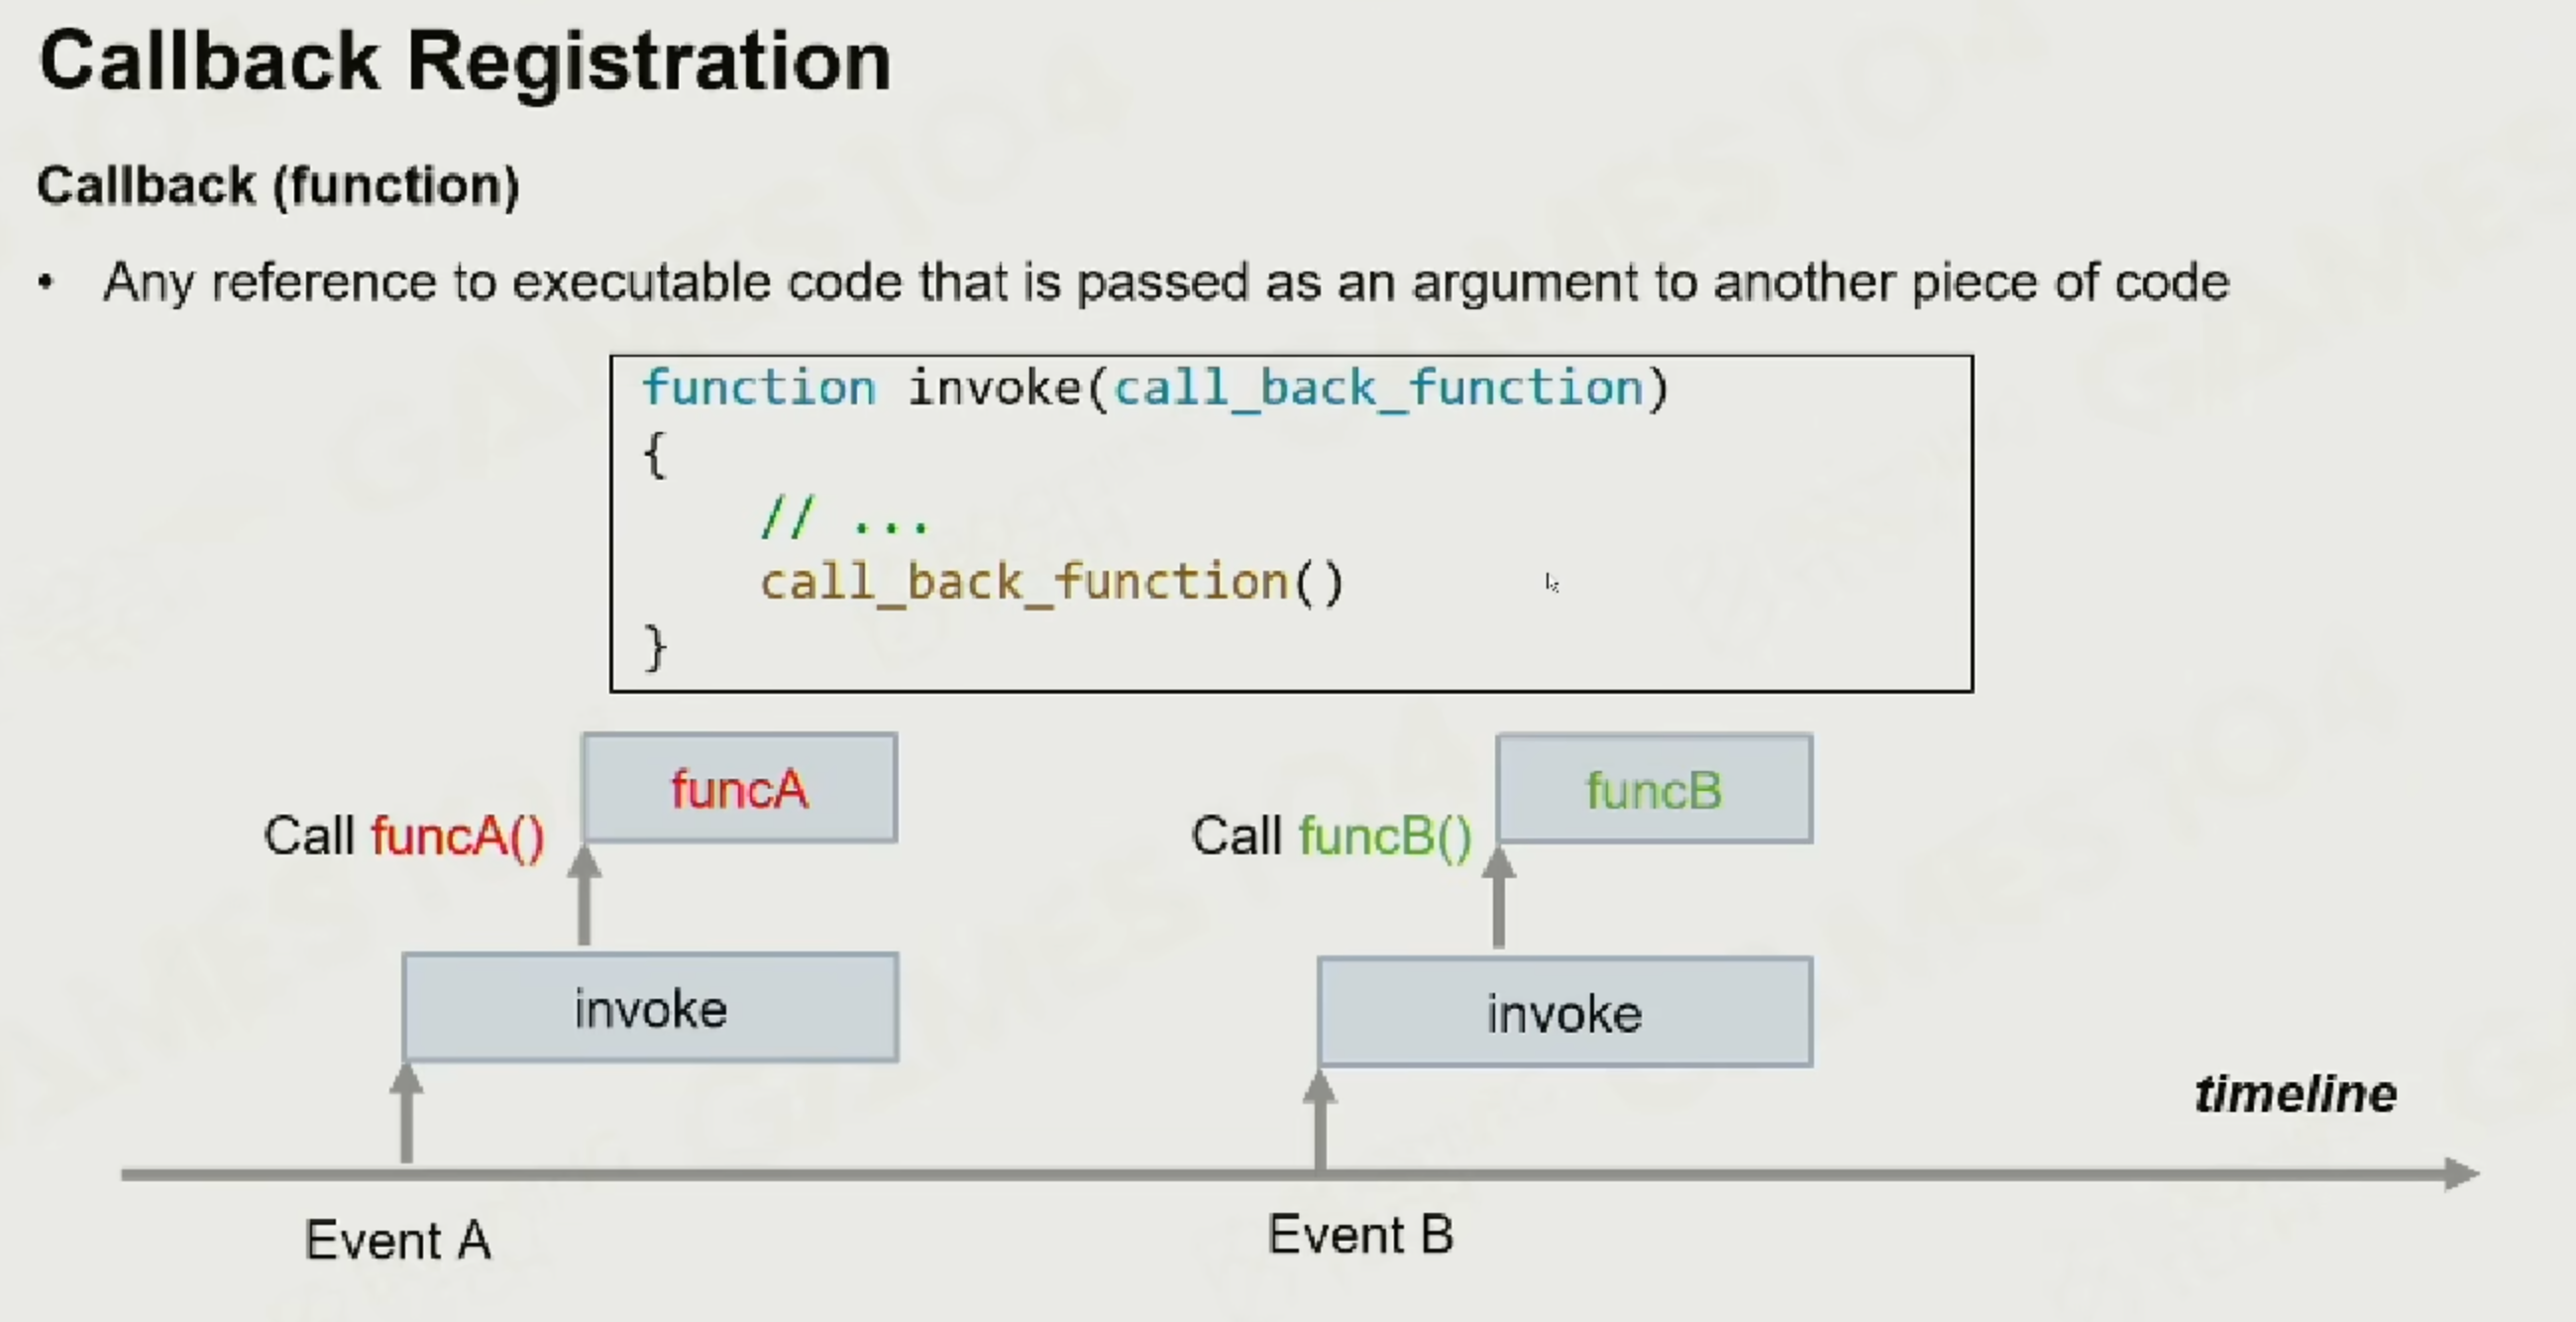 Callback Registration
Callback (function)
• Any reference to executable code that is passed as an argument to another piece of code
function invoke(call_back_function)
{
// ...
call_back_function()
}
funcA
Call funcA()
funcB
Call funcB()
invoke
invoke
timeline
Event A
Event B
GAMES104